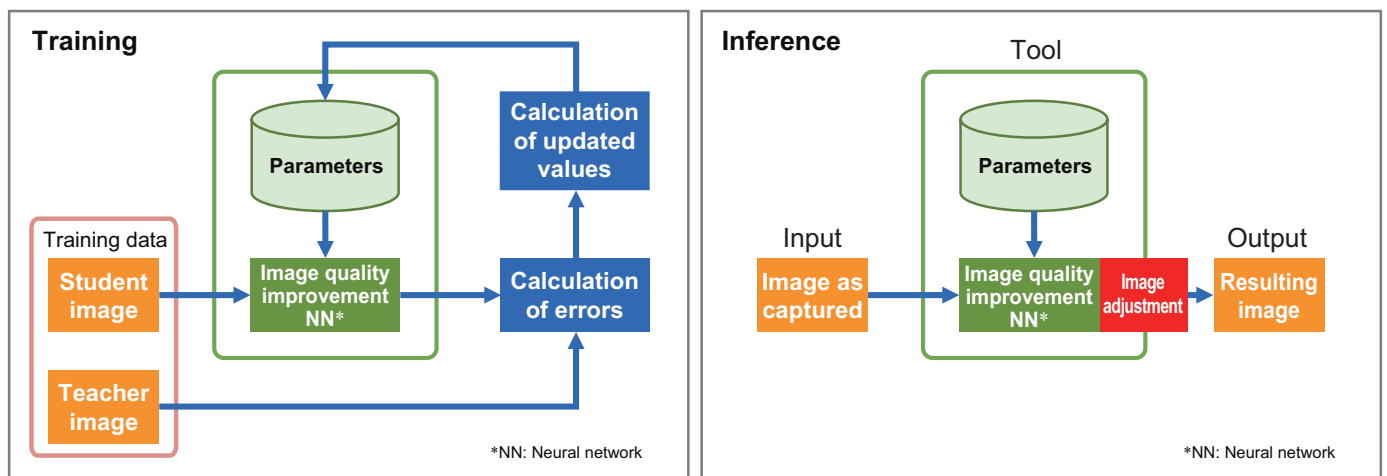 Training
Calculation
of updated
values
Parameters
Training data
Student
image
Image quality
improvement
NN*
Calculation
of errors
Teacher
image
*NN: Neural network
Inference
Tool
Parameters
Input
Image as
captured
Image quality
improvement
NN*
Image
adjustment
Output
Resulting
image
*NN: Neural network